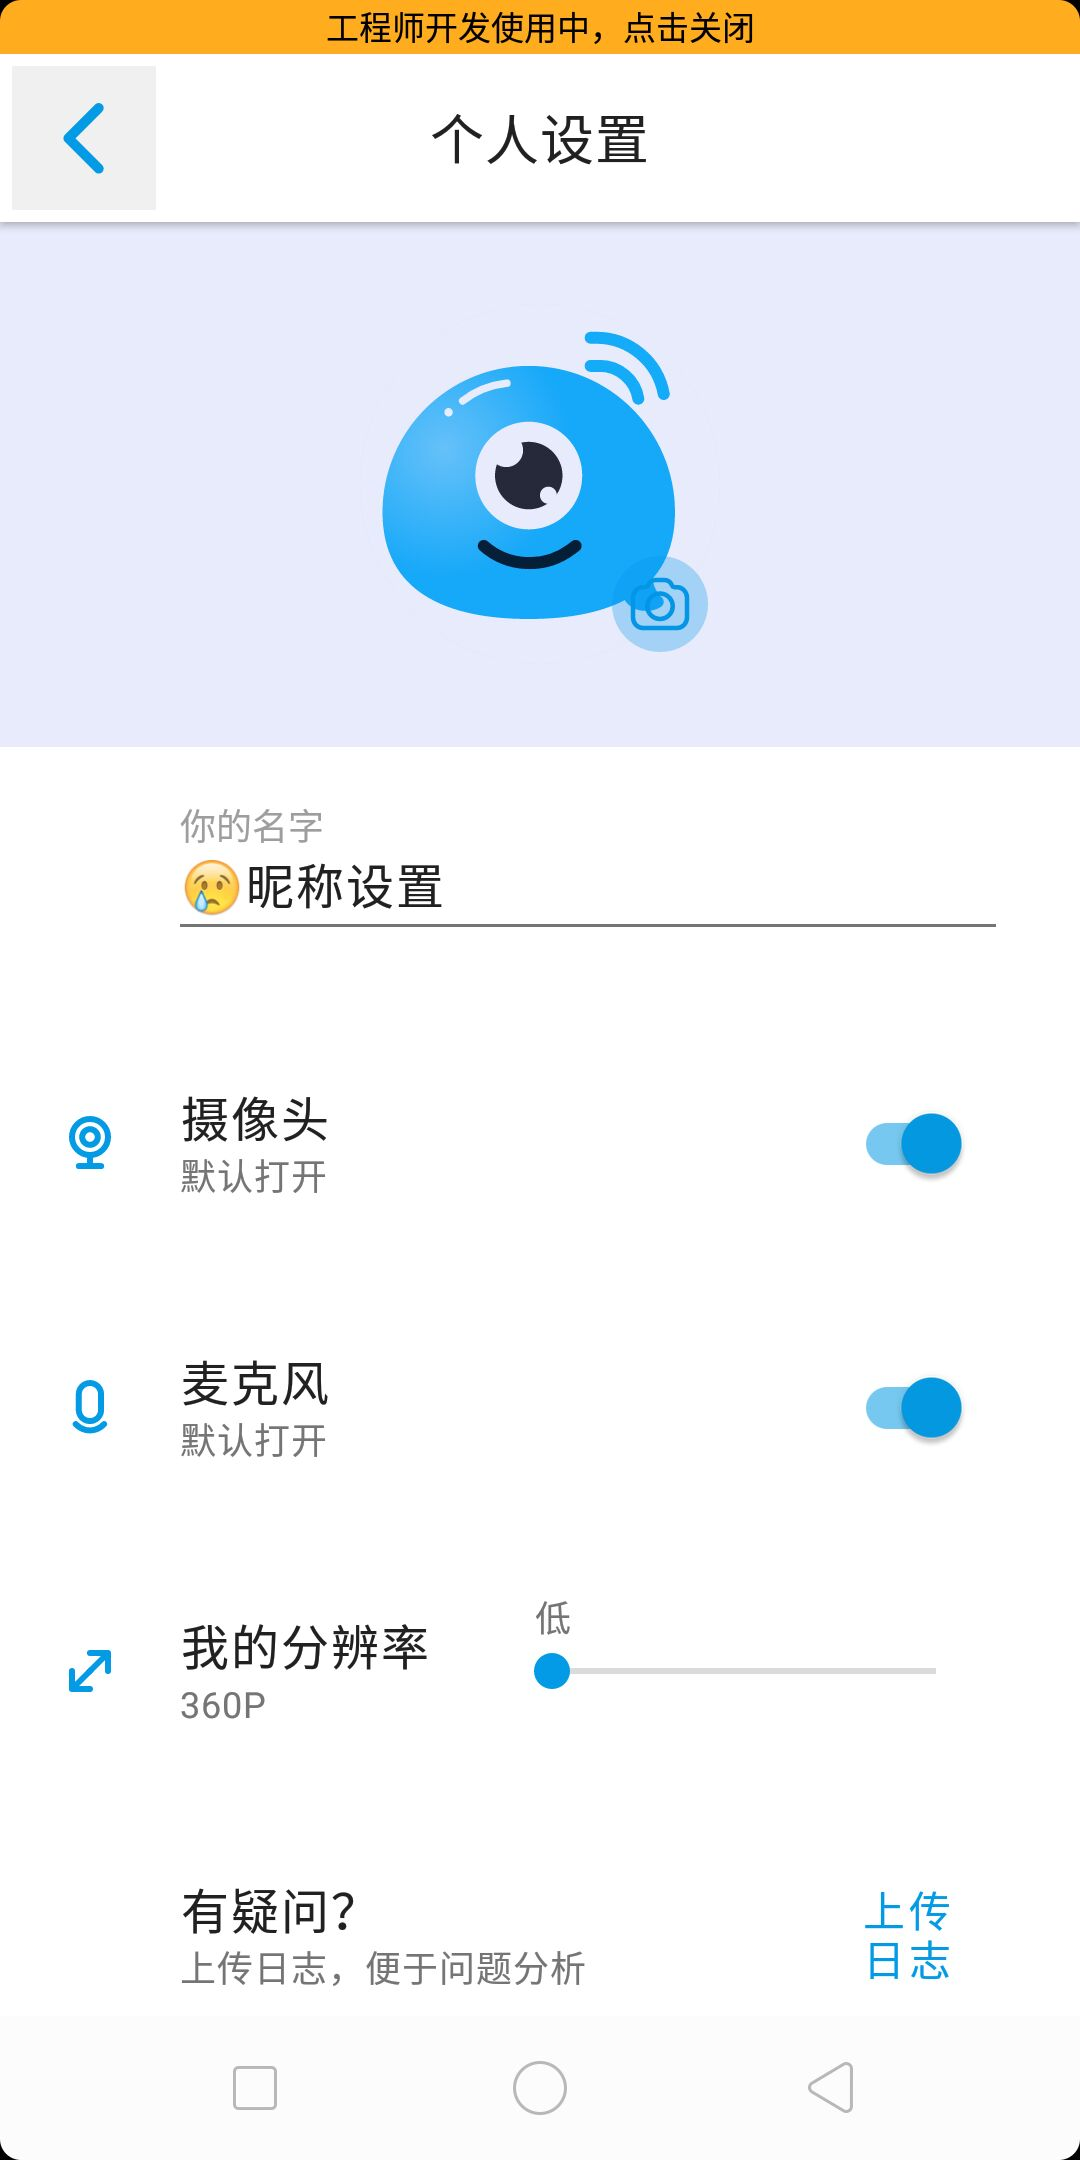 工程师开发使用中，点击关闭
个人设置
你的名字
😢昵称设置
摄像头
默认打开
麦克风
默认打开
低
我的分辨率
360P
有疑问?
上传日志，便于问题分析
上传
日志